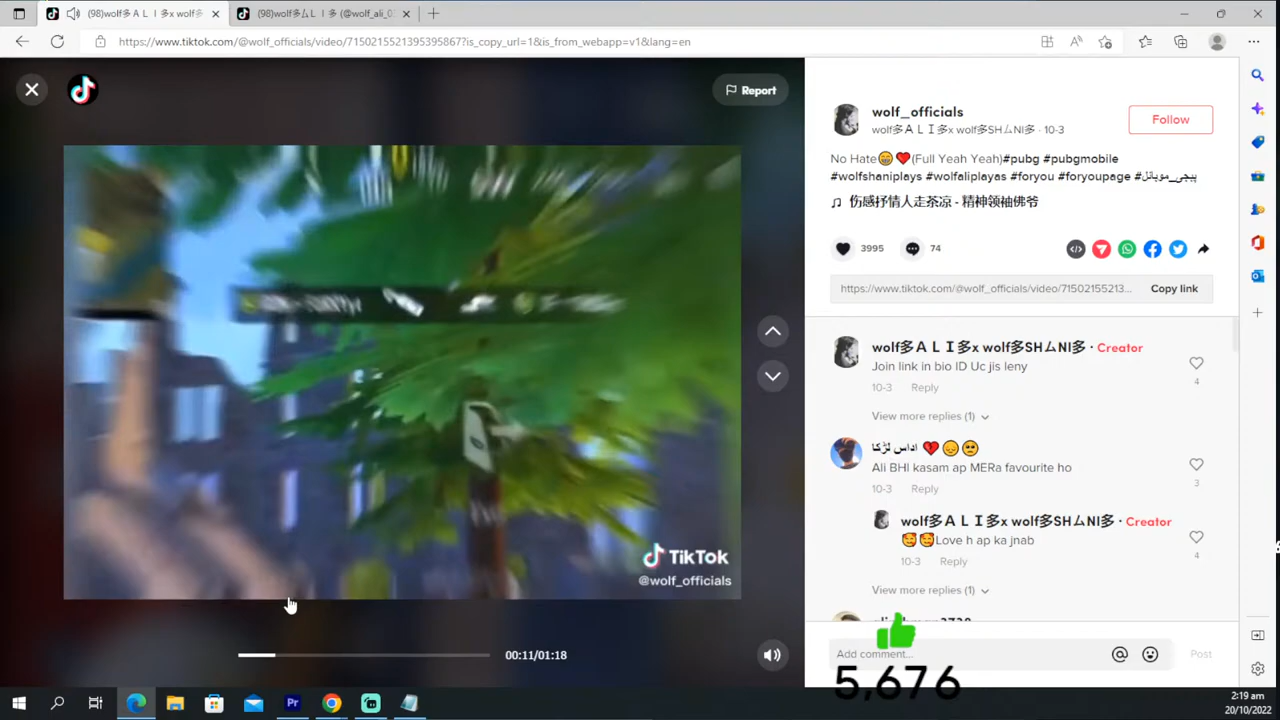 (98)wolf多ＡＬＩ多x wolf多
(98)wolf多ムＬｌ多 (@wolf_ali_0
https://www.tiktok.com/@wolf_officials/video/7150215521395395867?is_copy_url=1&is_from_webapp=v1&lang=en
Report
wolf_officials
wolf多ＡＬＩ多x wolf多SHムNI多 · 10-3
Follow
No Hate😁❤️(Full Yeah Yeah)#pubg #pubgmobile
#wolfshaniplays #wolfaliplayas #foryou #foryoupage #پبجي_موبائل
♫ 伤感抒情人走茶凉 - 精神领袖佛爷
3995
74
https://www.tiktok.com/@wolf_officials/video/71502155213...
Copy link
wolf多ＡＬＩ多x wolf多SHムNI多 · Creator
Join link in bio ID Uc jis leny
10-3 Reply
4
View more replies (1)
اداس لڑکا 💔😞🥺
Ali BHI kasam ap MERa favourite ho
10-3 Reply
3
wolf多ＡＬＩ多x wolf多SHムNI多 · Creator
🥰🥰Love h ap ka jnab
10-3 Reply
4
View more replies (1)
TikTok
@wolf_officials
00:11/01:18
Add comment...
Post
5,676
2:19 am
20/10/2022